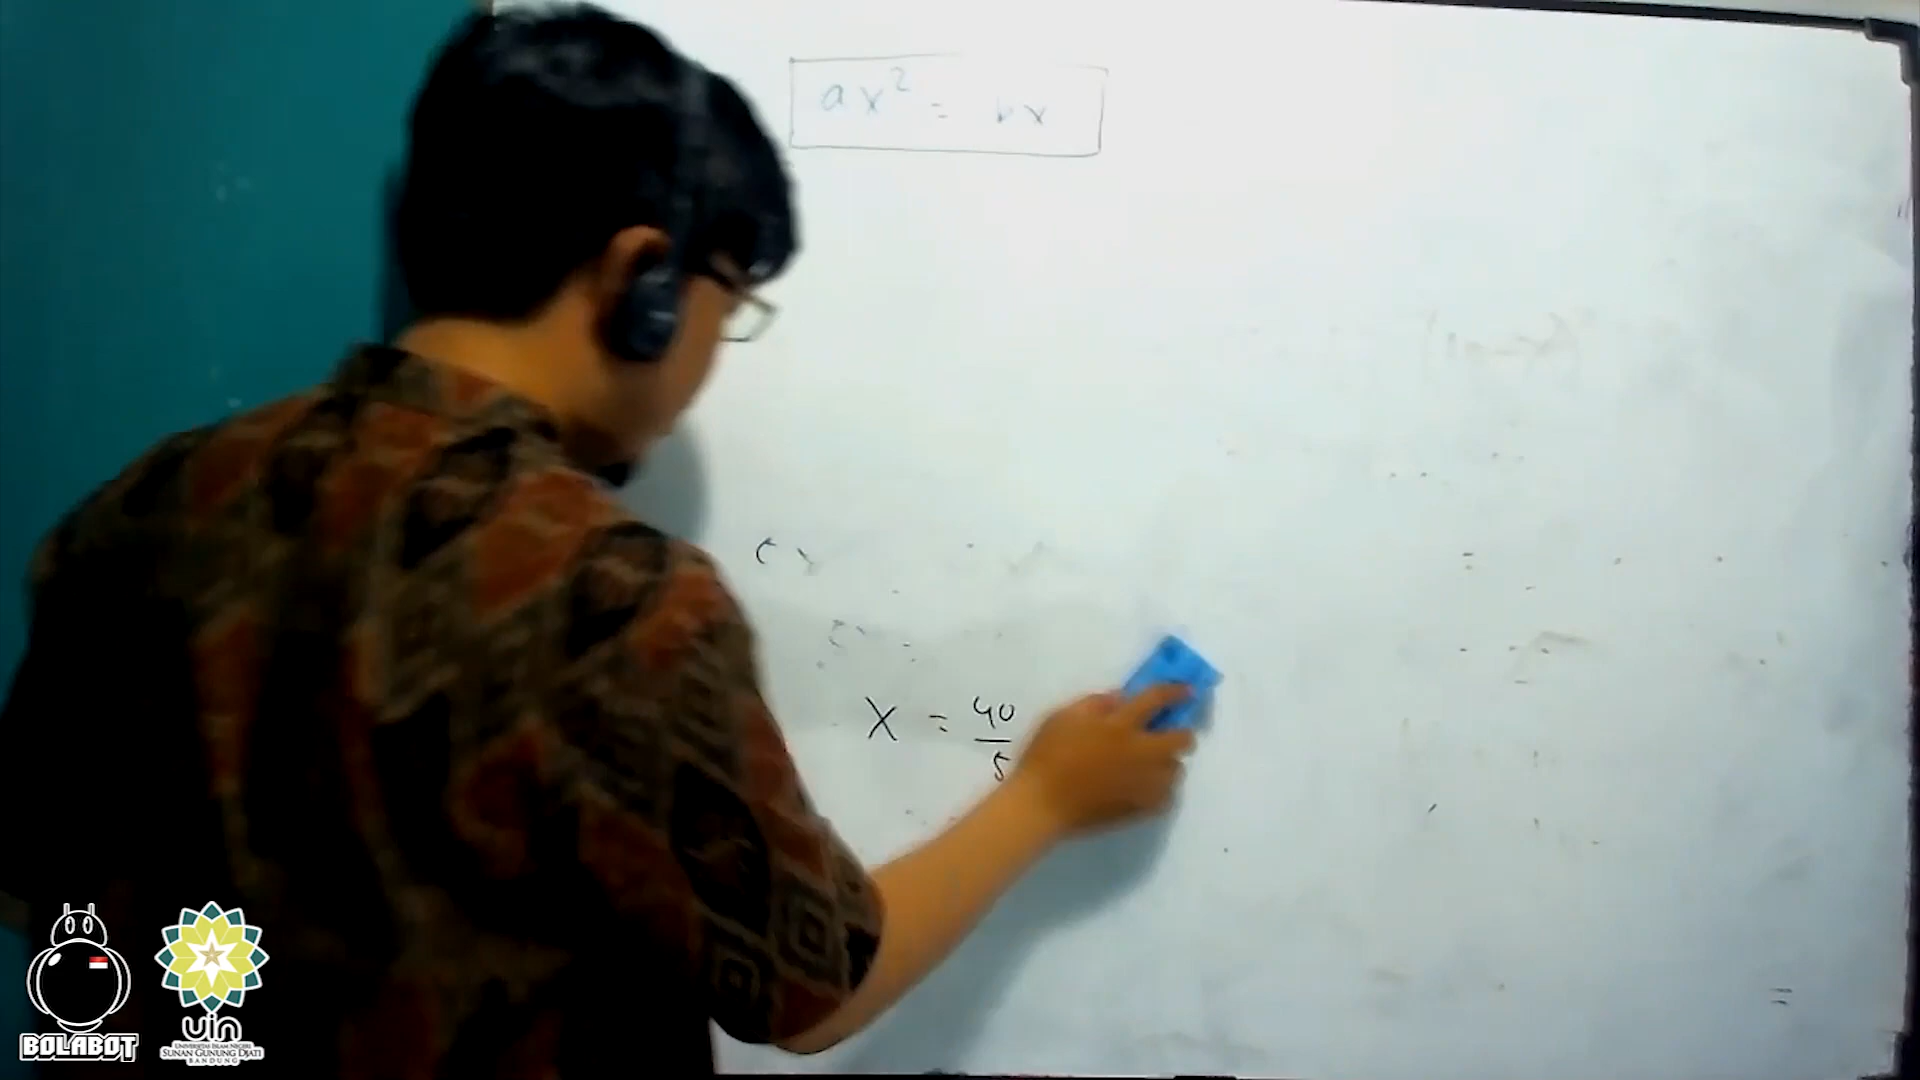 ax² = bx
X = 40/5
BOLABOT
uin
UNIVERSITAS ISLAM NEGERI
SUNAN GUNUNG DJATI
BANDUNG